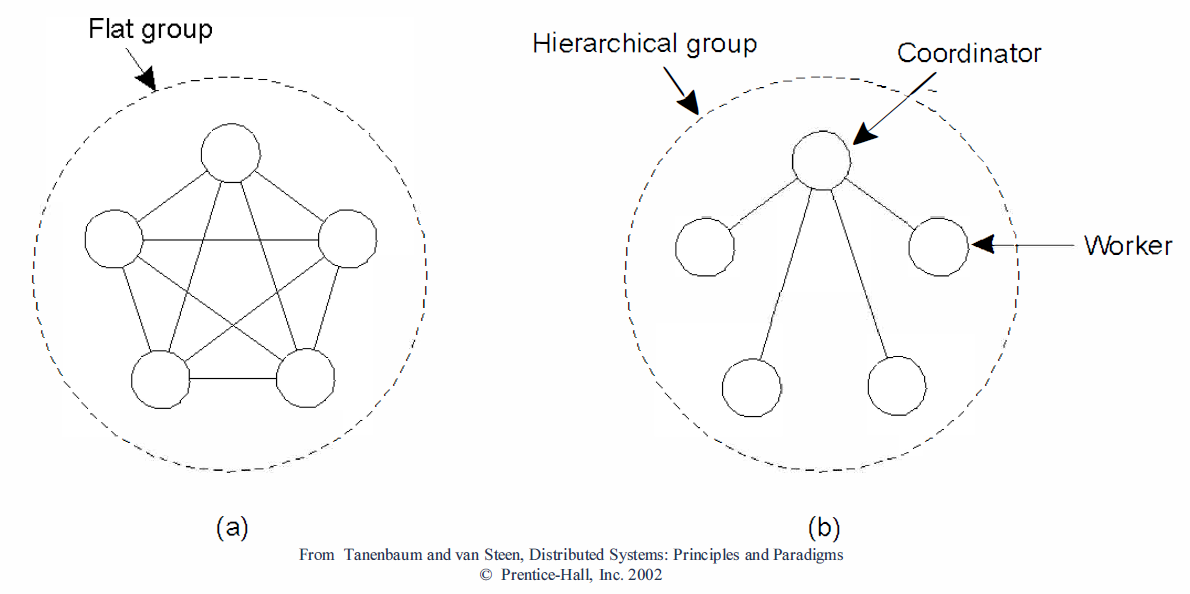 Flat group
Hierarchical group
Coordinator
Worker
(a)
(b)
From Tanenbaum and van Steen, Distributed Systems: Principles and Paradigms
© Prentice-Hall, Inc. 2002